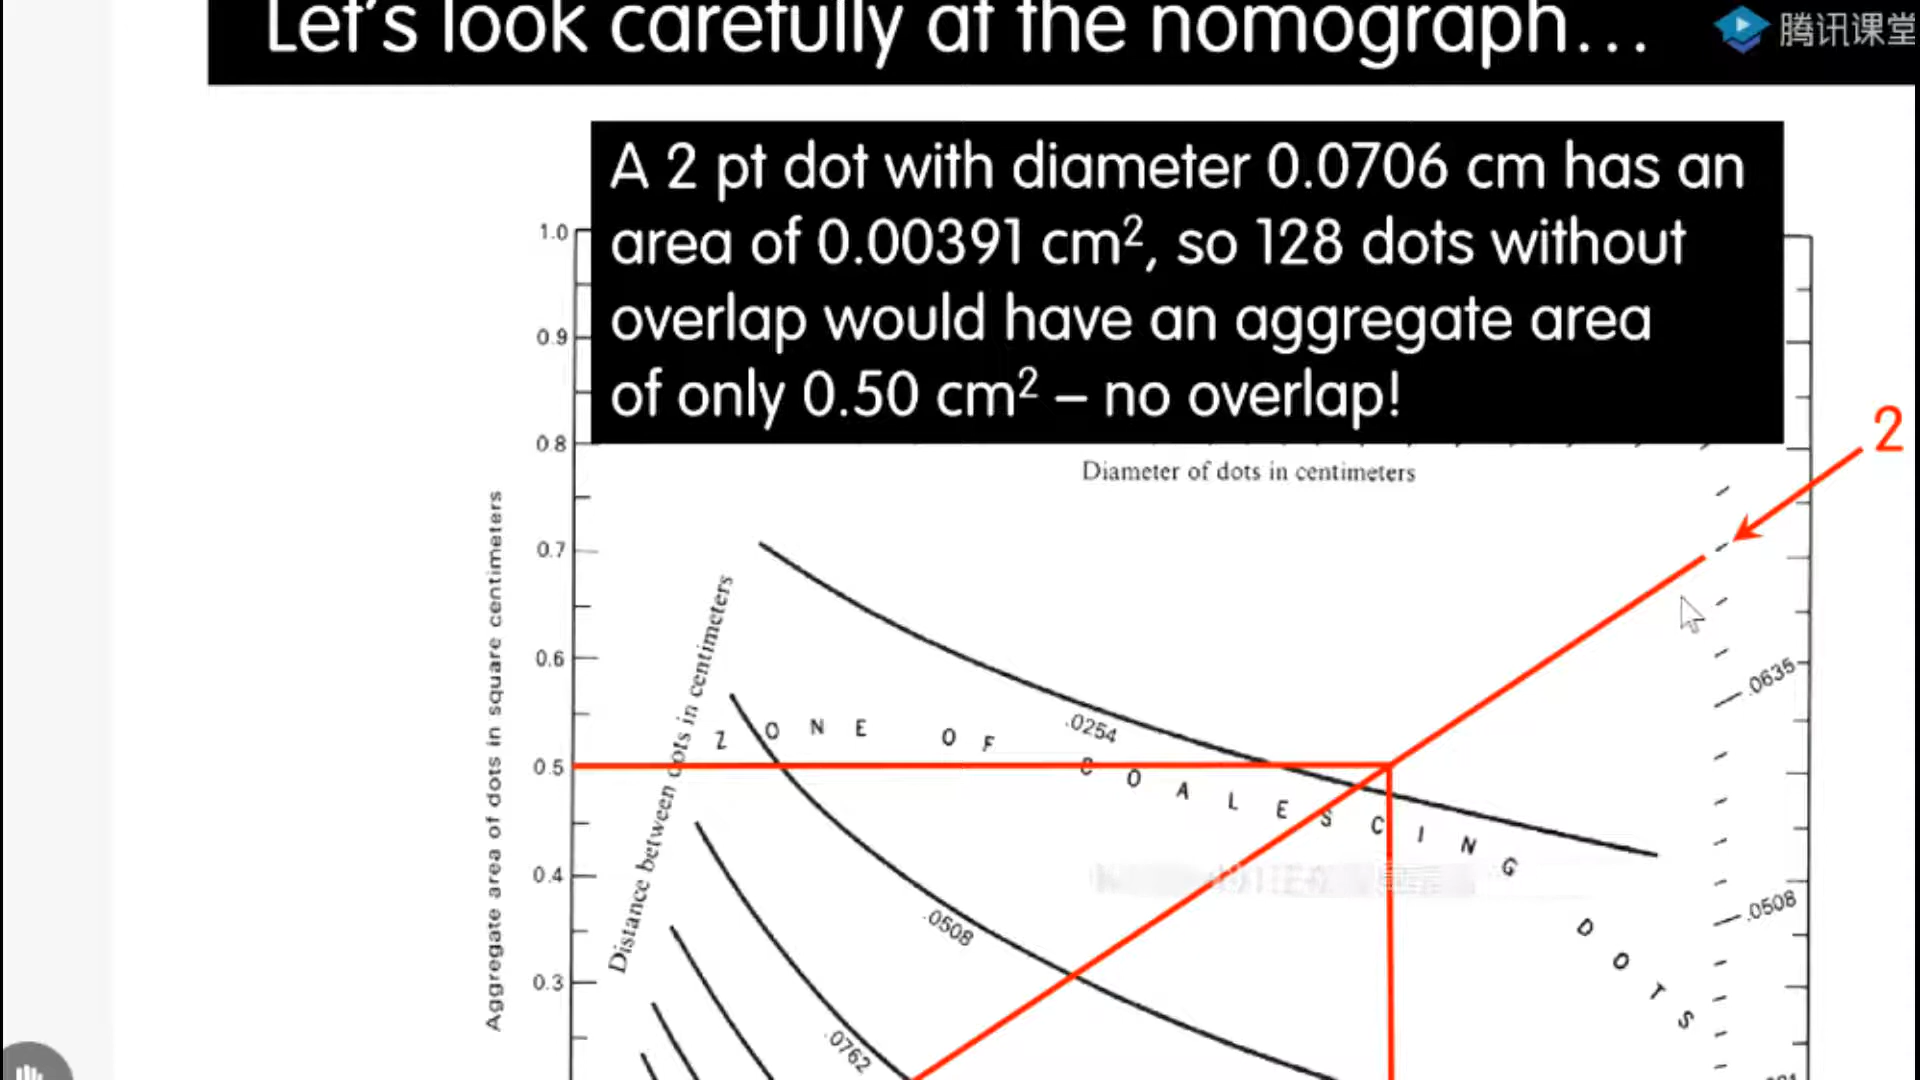 Let's look carefully at the nomograph…
腾讯课堂
A 2 pt dot with diameter 0.0706 cm has an
area of 0.00391 cm², so 128 dots without
overlap would have an aggregate area
of only 0.50 cm² – no overlap!
1.0
0.9
0.8
2
Diameter of dots in centimeters
0.7
0.6
0.5
0.4
0.3
Aggregate area of dots in square centimeters
Distance between dots in centimeters
ZONE OF COALESCING DOTS
.0254
.0508
.0762
.0635
.0508